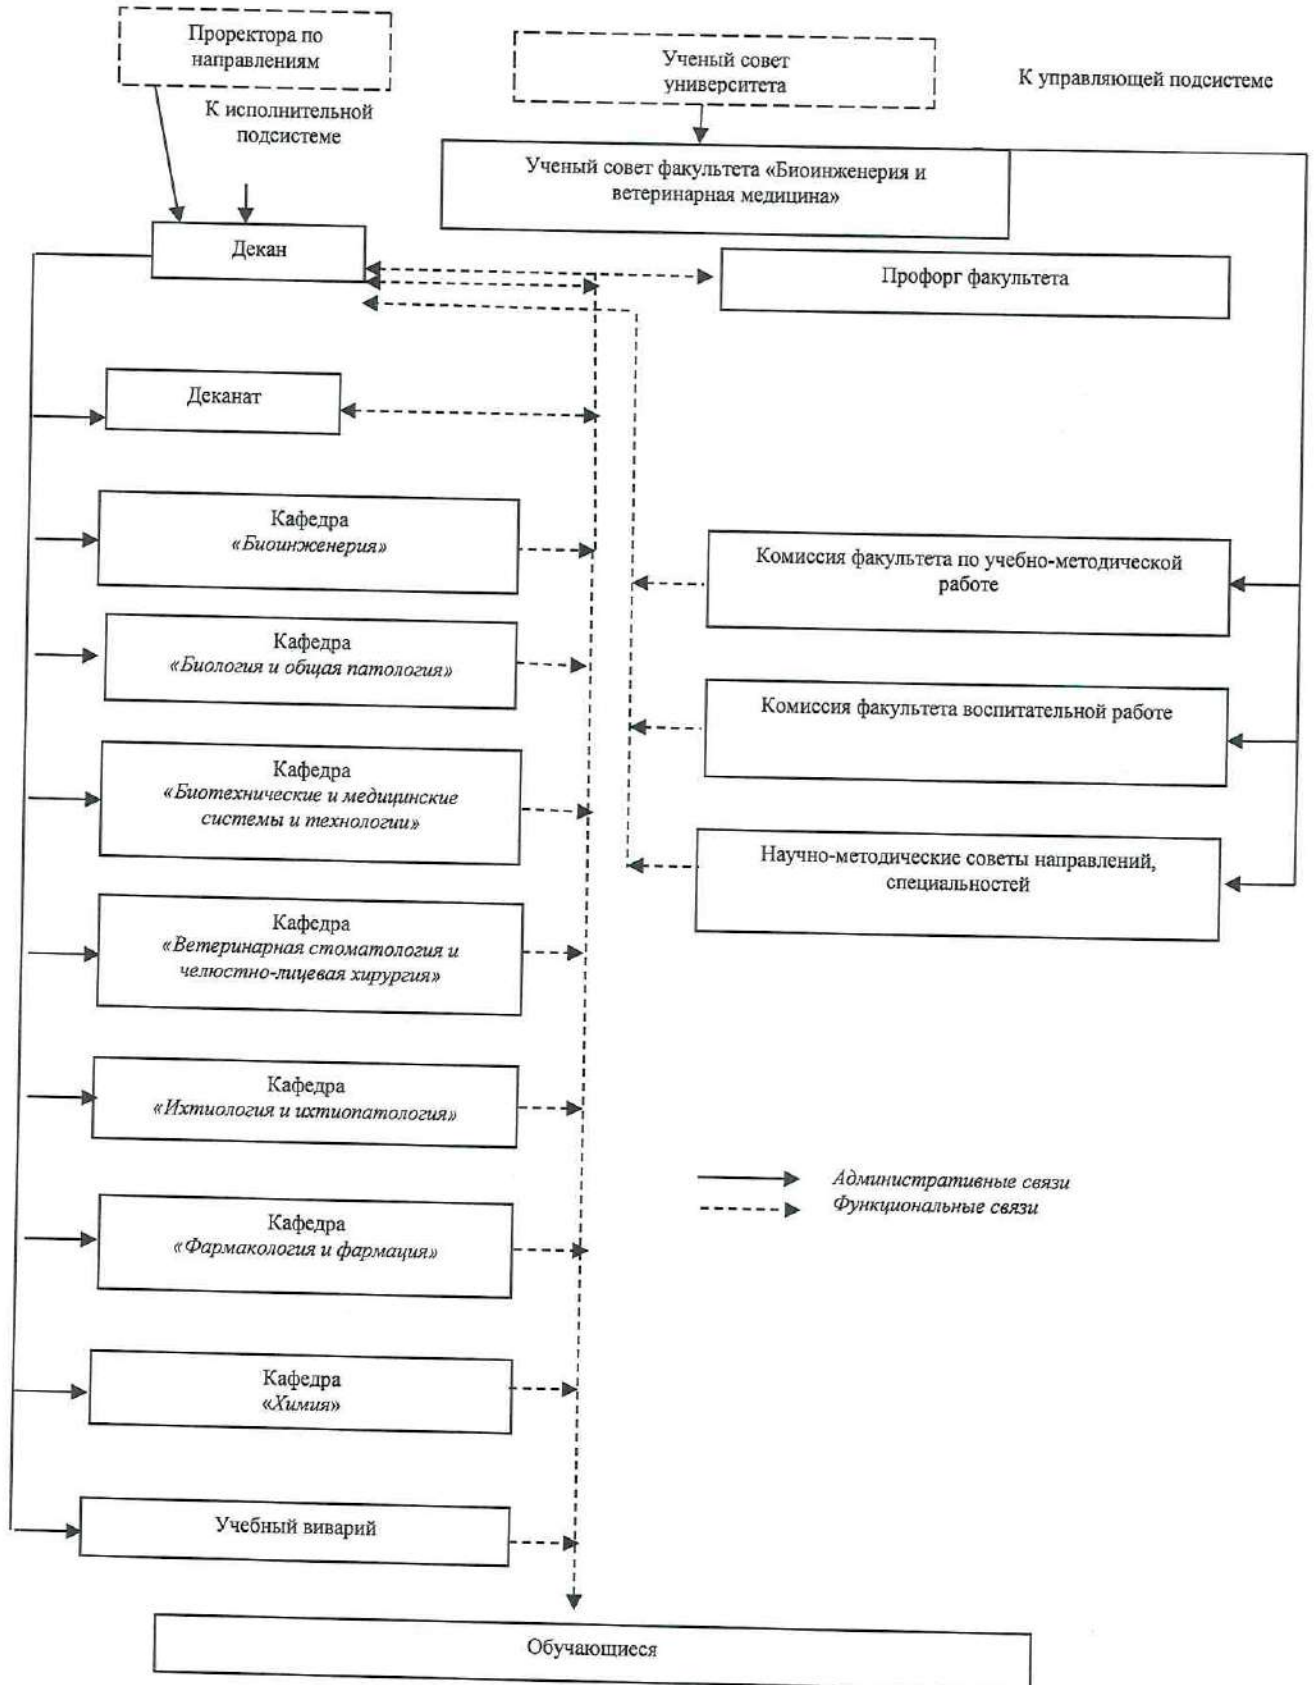 Проректора по
направлениям
Ученый совет
университета
К управляющей подсистеме
К исполнительной
подсистеме
Ученый совет факультета «Биоинженерия и
ветеринарная медицина»
Декан
Профорг факультета
Деканат
Кафедра
«Биоинженерия»
Комиссия факультета по учебно-методической
работе
Кафедра
«Биология и общая патология»
Комиссия факультета воспитательной работе
Кафедра
«Биотехнические и медицинские
системы и технологии»
Научно-методические советы направлений,
специальностей
Кафедра
«Ветеринарная стоматология и
челюстно-лицевая хирургия»
Кафедра
«Ихтиология и ихтиопатология»
Административные связи
Функциональные связи
Кафедра
«Фармакология и фармация»
Кафедра
«Химия»
Учебный виварий
Обучающиеся